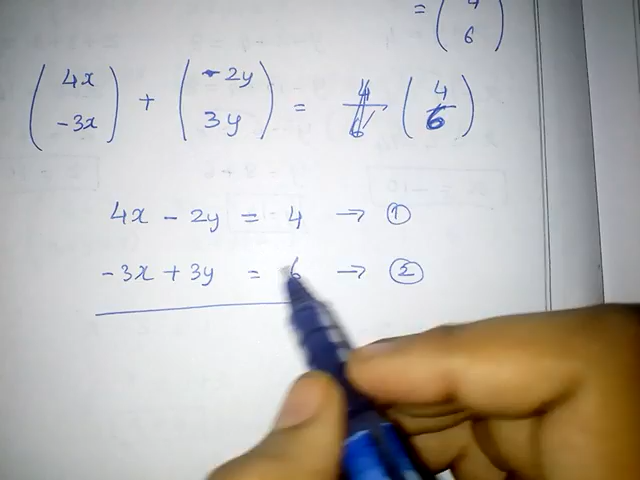 = (4
6)
(4x
-3x) + (-2y
3y) = (4
6)
4x - 2y = 4 → ①
-3x + 3y = 6 → ②